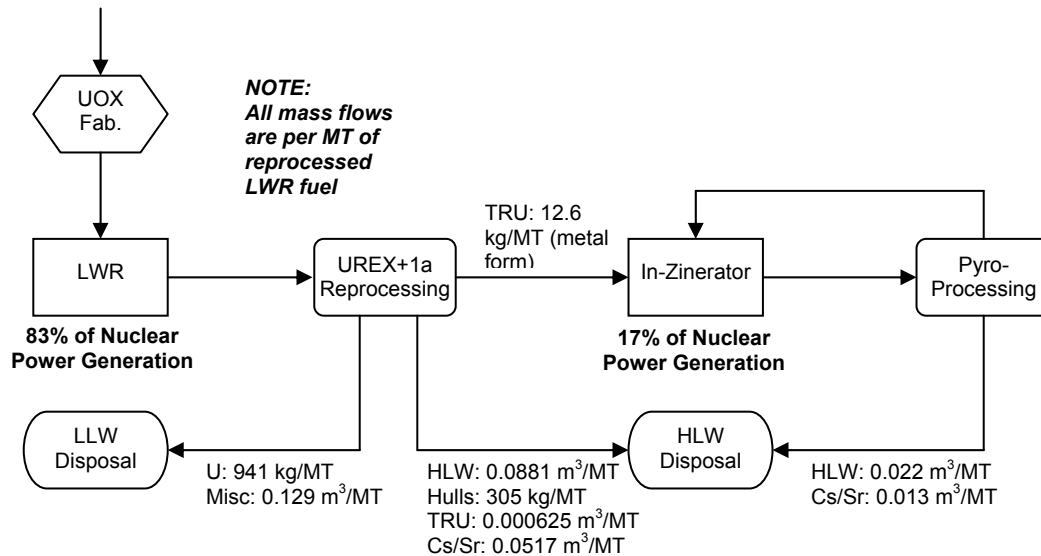 UOX
Fab.
NOTE:
All mass flows
are per MT of
reprocessed
LWR fuel
TRU: 12.6
kg/MT (metal
form)
LWR
UREX+1a
Reprocessing
In-Zinerator
Pyro-
Processing
83% of Nuclear
Power Generation
17% of Nuclear
Power Generation
LLW
Disposal
HLW
Disposal
U: 941 kg/MT
Misc: 0.129 m³/MT
HLW: 0.0881 m³/MT
Hulls: 305 kg/MT
TRU: 0.000625 m³/MT
Cs/Sr: 0.0517 m³/MT
HLW: 0.022 m³/MT
Cs/Sr: 0.013 m³/MT